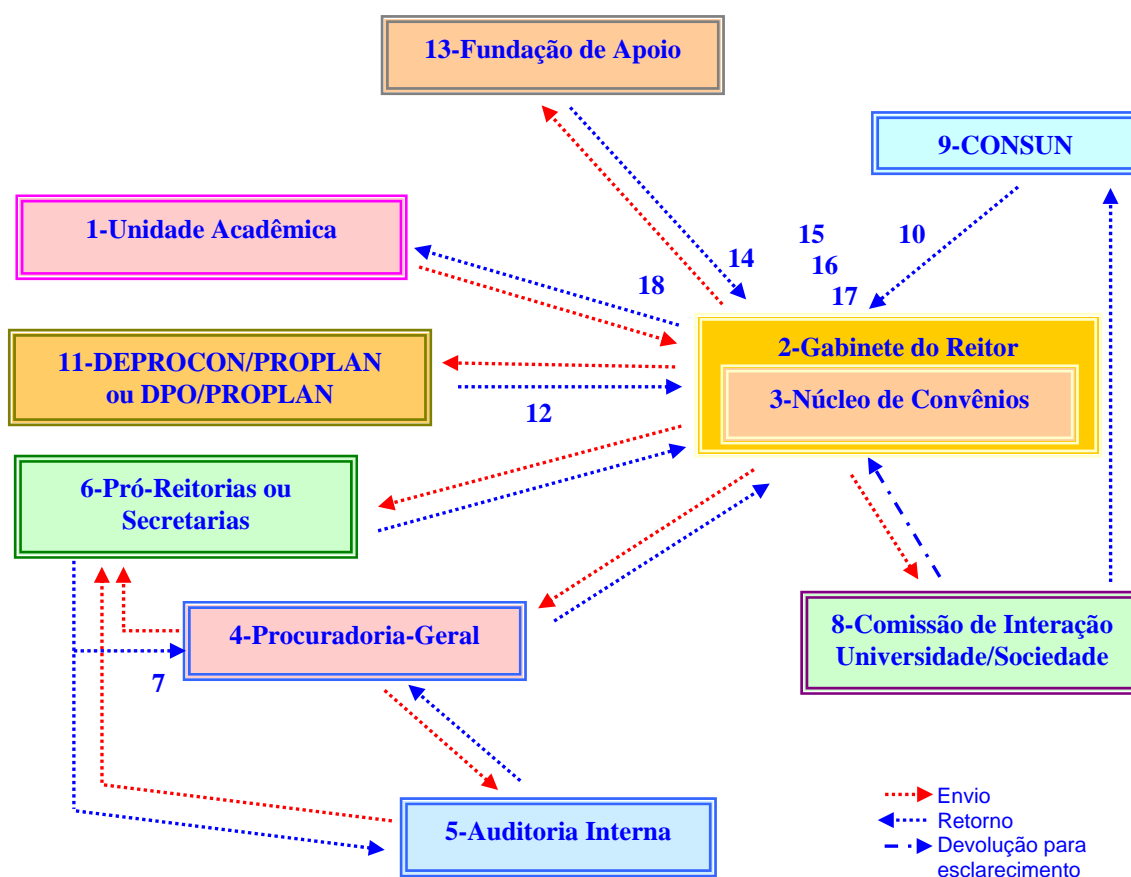 13-Fundação de Apoio
9-CONSUN
1-Unidade Acadêmica
15
10
14
16
18
17
2-Gabinete do Reitor
11-DEPROCON/PROPLAN
ou DPO/PROPLAN
3-Núcleo de Convênios
12
6-Pró-Reitorias ou
Secretarias
4-Procuradoria-Geral
8-Comissão de Interação
Universidade/Sociedade
7
5-Auditoria Interna
Envio
Retorno
Devolução para
esclarecimento